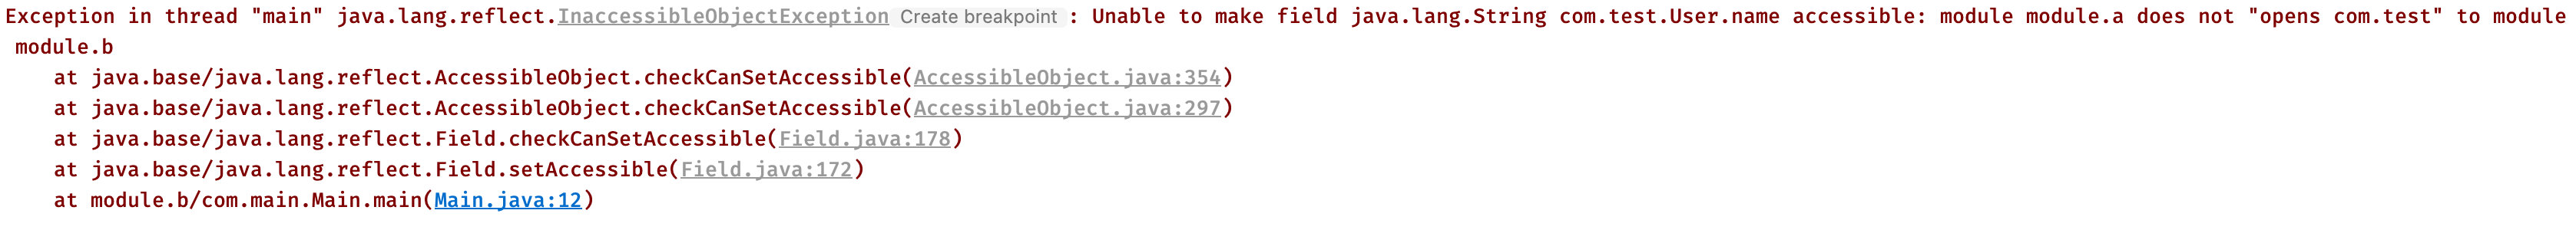 Exception in thread "main" java.lang.reflect.InaccessibleObjectException Create breakpoint : Unable to make field java.lang.String com.test.User.name accessible: module module.a does not "opens com.test" to module
module.b
at java.base/java.lang.reflect.AccessibleObject.checkCanSetAccessible(AccessibleObject.java:354)
at java.base/java.lang.reflect.AccessibleObject.checkCanSetAccessible(AccessibleObject.java:297)
at java.base/java.lang.reflect.Field.checkCanSetAccessible(Field.java:178)
at java.base/java.lang.reflect.Field.setAccessible(Field.java:172)
at module.b/com.main.Main.main(Main.java:12)